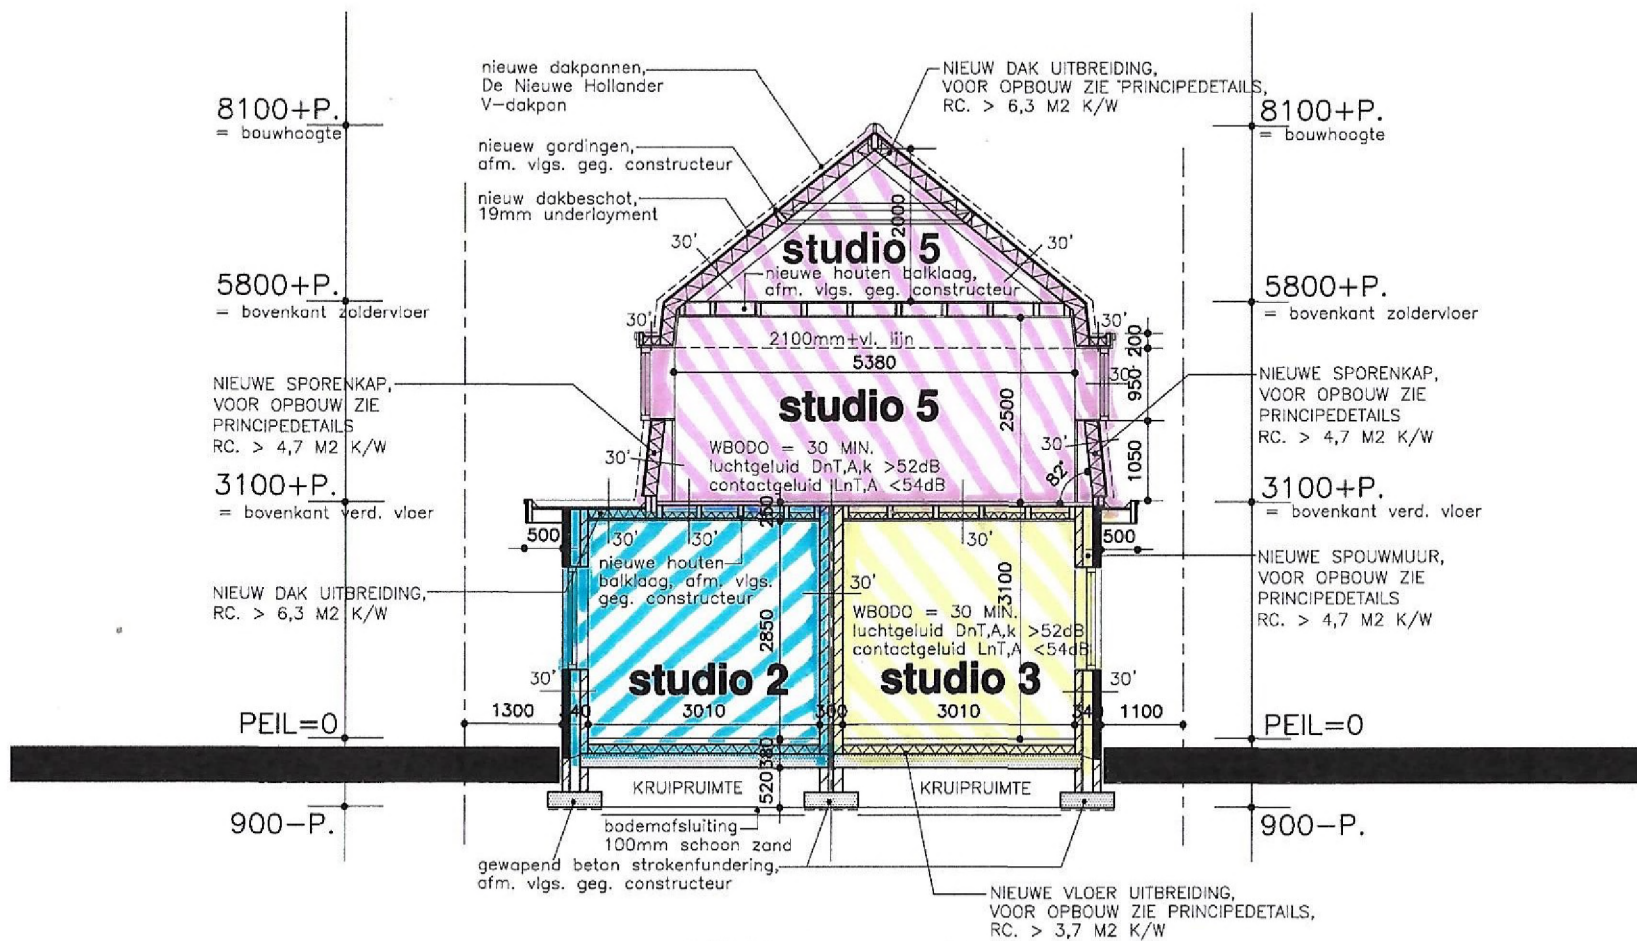 nieuwe dakpannen,
De Nieuwe Hollander
V-dakpan
NIEUW DAK UITBREIDING,
VOOR OPBOUW ZIE PRINCIPEDETAILS,
RC. > 6,3 M2 K/W
8100+P.
= bouwhoogte
8100+P.
= bouwhoogte
nieuew gordingen,
afm. vlgs. geg. constructeur
nieuw dakbeschot,
19mm underlayment
2000
30'
30'
studio 5
nieuwe houten balklaag,
afm. vlgs. geg. constructeur
5800+P.
= bovenkant zoldervloer
5800+P.
= bovenkant zoldervloer
30'
30'
2100mm+vl. lijn
5380
200
950
30'
NIEUWE SPORENKAP,
VOOR OPBOUW ZIE
PRINCIPEDETAILS
RC. > 4,7 M2 K/W
NIEUWE SPORENKAP,
VOOR OPBOUW ZIE
PRINCIPEDETAILS
RC. > 4,7 M2 K/W
studio 5
2500
WBODO = 30 MIN.
luchtgeluid DnT,A,k >52dB
contactgeluid LnT,A <54dB
30'
30'
82°
1050
3100+P.
= bovenkant verd. vloer
3100+P.
= bovenkant verd. vloer
250
500
500
30'
30'
30'
nieuwe houten
balklaag, afm. vlgs.
geg. constructeur
NIEUWE SPOUWMUUR,
VOOR OPBOUW ZIE
PRINCIPEDETAILS
RC. > 4,7 M2 K/W
NIEUW DAK UITBREIDING,
RC. > 6,3 M2 K/W
30'
3100
2850
WBODO = 30 MIN.
luchtgeluid DnT,A,k >52dB
contactgeluid LnT,A <54dB
30'
studio 2
studio 3
30'
1300
340
3010
300
3010
340
1100
PEIL=0
PEIL=0
380
520
KRUIPRUIMTE
KRUIPRUIMTE
900-P.
900-P.
bodemafsluiting
100mm schoon zand
gewapend beton strokenfundering,
afm. vlgs. geg. constructeur
NIEUWE VLOER UITBREIDING,
VOOR OPBOUW ZIE PRINCIPEDETAILS,
RC. > 3,7 M2 K/W